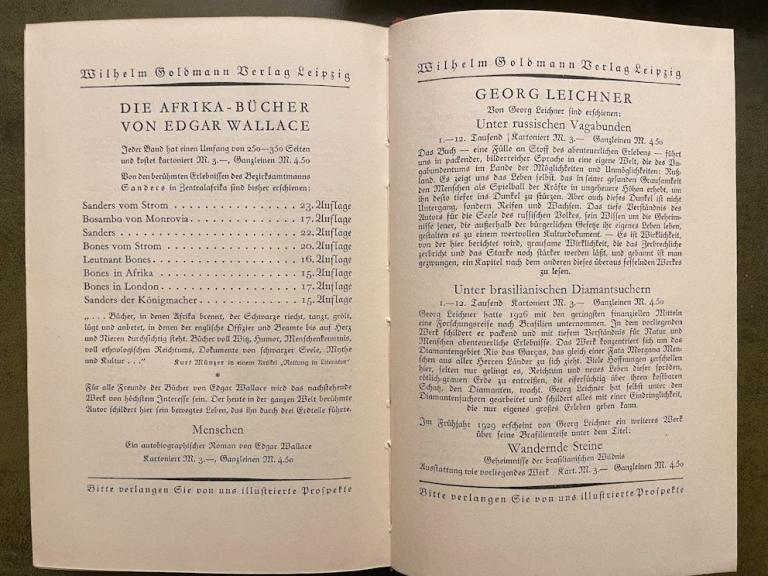 Wilhelm Goldmann Verlag Leipzig
DIE AFRIKA-BÜCHER
VON EDGAR WALLACE
Jeder Band hat einen Umfang von 250—350 Seiten
und kostet kartoniert M. 3.—, Ganzleinen M. 4.50
Von den berühmten Erlebnissen des Bezirksamtmanns
Sanders in Zentralafrika sind bisher erschienen:
Sanders vom Strom . . . . . . . . . . . . . . . . 23. Auflage
Bosambo von Monrovia . . . . . . . . . . . . . . 17. Auflage
Sanders . . . . . . . . . . . . . . . . . . . . . 22. Auflage
Bones vom Strom . . . . . . . . . . . . . . . . . 20. Auflage
Leutnant Bones . . . . . . . . . . . . . . . . . . 16. Auflage
Bones in Afrika . . . . . . . . . . . . . . . . . . 15. Auflage
Bones in London . . . . . . . . . . . . . . . . . 17. Auflage
Sanders der Königmacher . . . . . . . . . . . . . 15. Auflage
„. . . Bücher, in denen Afrika brennt, der Schwarze riecht, tanzt, grölt,
lügt und anbetet, in denen der englische Offizier und Beamte bis auf Herz
und Nieren durchsichtig steht. Bücher voll Witz, Humor, Menschenkenntnis,
voll ethnologischen Reichtums, Dokumente von schwarzer Seele, Mythe
und Kultur . . .“ Kurt Münzer in einem Artikel „Rettung in Literatur“
*
Für alle Freunde der Bücher von Edgar Wallace wird das nachstehende
Werk von höchstem Interesse sein. Der heute in der ganzen Welt berühmte
Autor schildert hier sein bewegtes Leben, das ihn durch drei Erdteile führte.
Menschen
Ein autobiographischer Roman von Edgar Wallace
Kartoniert M. 3.—, Ganzleinen M. 4.50
Bitte verlangen Sie von uns illustrierte Prospekte
Wilhelm Goldmann Verlag Leipzig
GEORG LEICHNER
Von Georg Leichner sind erschienen:
Unter russischen Vagabunden
1.—12. Tausend Kartoniert M. 3.— Ganzleinen M. 4.50
Das Buch — eine Fülle an Stoff des abenteuerlichen Erlebens — führt
uns in packender, bilderreicher Sprache in eine eigene Welt, die des Va-
gabundentums im Lande der Möglichkeiten und Unmöglichkeiten: Ruß-
land. Es zeigt uns das Leben selbst, das in seiner gesunden Grausamkeit
den Menschen als Spielball der Kräfte in ungeheure Höhen erhebt, um
ihn desto tiefer ins Dunkel zu stürzen. Aber auch dieses Dunkel ist nicht
Untergang, sondern Reifen und Wachsen. Das tiefe Verständnis des
Autors für die Seele des russischen Volkes, sein Wissen um die Geheim-
nisse jener, die außerhalb der bürgerlichen Gesetze ihr eigenes Leben leben,
gestalten es zu einem wertvollen Kulturdokument. — Es ist Wirklichkeit,
von der hier berichtet wird, grausame Wirklichkeit, die das Zerbrechliche
zerbricht und das Starke noch stärker werden läßt, und gebannt ist man
gezwungen, ein Kapitel nach dem anderen dieses überaus fesselnden Werkes
zu lesen.
Unter brasilianischen Diamantsuchern
1.—12. Tausend Kartoniert M. 3.— Ganzleinen M. 4.50
Georg Leichner hatte 1926 mit den geringsten finanziellen Mitteln
eine Forschungsreise nach Brasilien unternommen. In dem vorliegenden
Werk schildert er packend und mit tiefem Verständnis für Natur und
Menschen abenteuerliche Erlebnisse. Das Werk konzentriert sich um das
Diamantengebiet Rio das Garças, das gleich einer Fata Morgana Men-
schen aus aller Herren Länder zu sich zieht. Viele Hoffnungen zerschellen
hier, selten nur gelingt es, Reichtum und neues Leben dieser spröden,
rötlich-grauen Erde zu entreißen, die eifersüchtig über ihren kostbaren
Schatz, den Diamanten, wacht. Georg Leichner hat selbst unter den
Diamantensuchern gearbeitet und schildert alles mit einer Eindringlichkeit,
die nur eigenes großes Erleben geben kann.
Im Frühjahr 1929 erscheint von Georg Leichner ein weiteres Werk
über seine Brasilienreise unter dem Titel:
Wandernde Steine
Geheimnisse der brasilianischen Wildnis
Ausstattung wie vorliegendes Werk Kart. M. 3.— Ganzleinen M. 4.50
Bitte verlangen Sie von uns illustrierte Prospekte